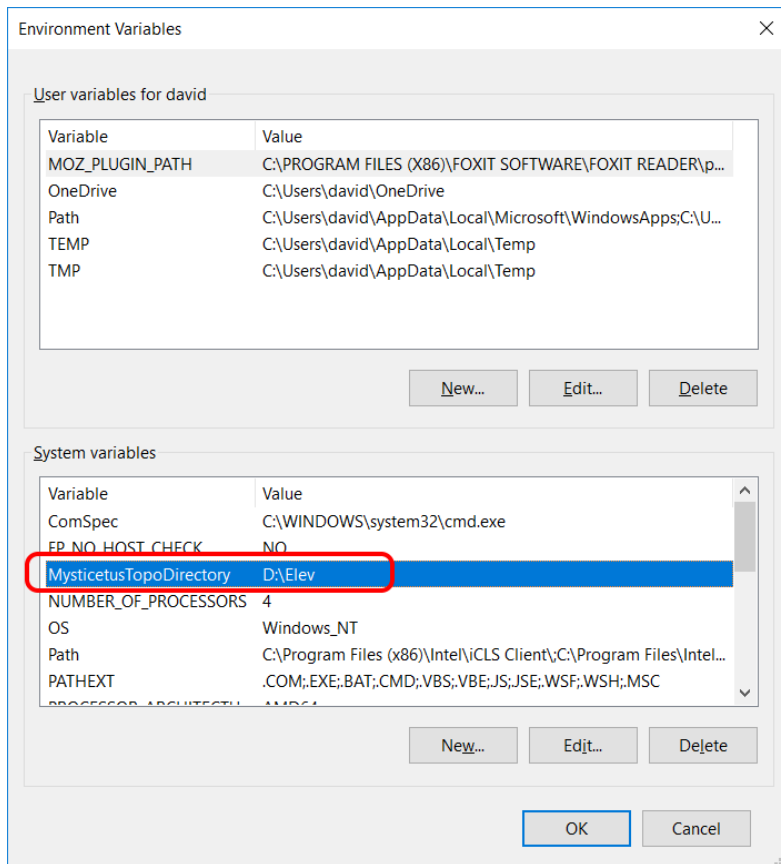 Environment Variables
User variables for david
Variable Value
MOZ_PLUGIN_PATH C:\PROGRAM FILES (X86)\FOXIT SOFTWARE\FOXIT READER\p...
OneDrive C:\Users\david\OneDrive
Path C:\Users\david\AppData\Local\Microsoft\WindowsApps;C:\U...
TEMP C:\Users\david\AppData\Local\Temp
TMP C:\Users\david\AppData\Local\Temp
New... Edit... Delete
System variables
Variable Value
ComSpec C:\WINDOWS\system32\cmd.exe
FP_NO_HOST_CHECK NO
MysticetusTopoDirectory D:\Elev
NUMBER_OF_PROCESSORS 4
OS Windows_NT
Path C:\Program Files (x86)\Intel\iCLS Client\;C:\Program Files\Intel...
PATHEXT .COM;.EXE;.BAT;.CMD;.VBS;.VBE;.JS;.JSE;.WSF;.WSH;.MSC
PROCESSOR_ARCHITECTU... AMD64
New... Edit... Delete
OK Cancel